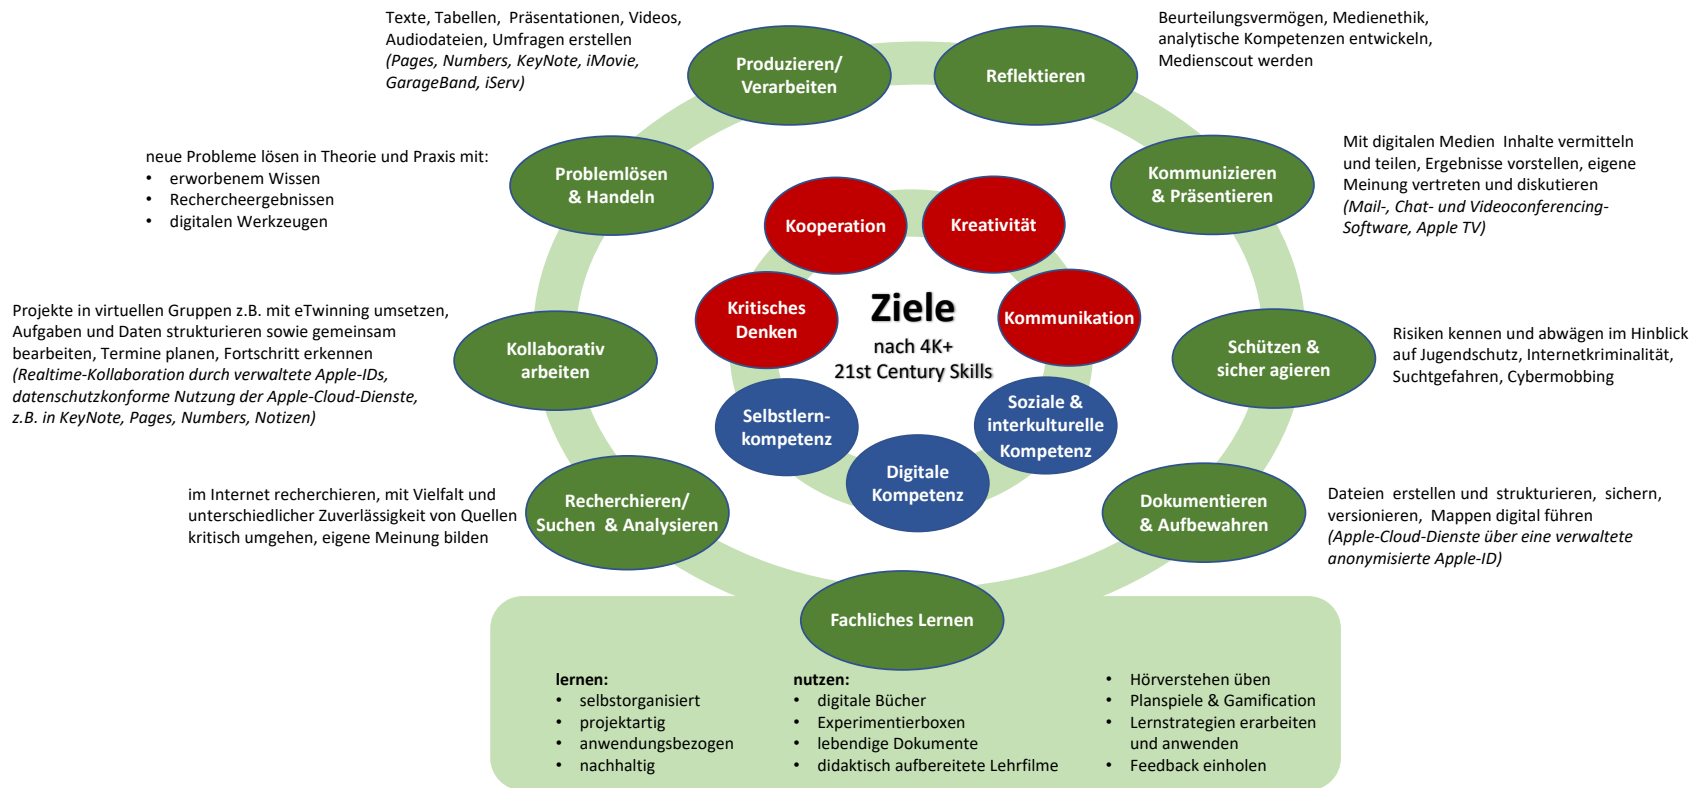 Texte, Tabellen, Präsentationen, Videos,
Audiodateien, Umfragen erstellen
(Pages, Numbers, KeyNote, iMovie,
GarageBand, iServ)
Produzieren/
Verarbeiten
Reflektieren
Beurteilungsvermögen, Medienethik,
analytische Kompetenzen entwickeln,
Medienscout werden
neue Probleme lösen in Theorie und Praxis mit:
• erworbenem Wissen
• Rechercheergebnissen
• digitalen Werkzeugen
Problemlösen
& Handeln
Kommunizieren
& Präsentieren
Mit digitalen Medien Inhalte vermitteln
und teilen, Ergebnisse vorstellen, eigene
Meinung vertreten und diskutieren
(Mail-, Chat- und Videoconferencing-
Software, Apple TV)
Kooperation
Kreativität
Kritisches
Denken
Kommunikation
Ziele
nach 4K+
21st Century Skills
Selbstlern-
kompetenz
Digitale
Kompetenz
Soziale &
interkulturelle
Kompetenz
Projekte in virtuellen Gruppen z.B. mit eTwinning umsetzen,
Aufgaben und Daten strukturieren sowie gemeinsam
bearbeiten, Termine planen, Fortschritt erkennen
(Realtime-Kollaboration durch verwaltete Apple-IDs,
datenschutzkonforme Nutzung der Apple-Cloud-Dienste,
z.B. in KeyNote, Pages, Numbers, Notizen)
Kollaborativ
arbeiten
Schützen &
sicher agieren
Risiken kennen und abwägen im Hinblick
auf Jugendschutz, Internetkriminalität,
Suchtgefahren, Cybermobbing
im Internet recherchieren, mit Vielfalt und
unterschiedlicher Zuverlässigkeit von Quellen
kritisch umgehen, eigene Meinung bilden
Recherchieren/
Suchen & Analysieren
Dokumentieren
& Aufbewahren
Dateien erstellen und strukturieren, sichern,
versionieren, Mappen digital führen
(Apple-Cloud-Dienste über eine verwaltete
anonymisierte Apple-ID)
Fachliches Lernen
lernen:
• selbstorganisiert
• projektartig
• anwendungsbezogen
• nachhaltig
nutzen:
• digitale Bücher
• Experimentierboxen
• lebendige Dokumente
• didaktisch aufbereitete Lehrfilme
• Hörverstehen üben
• Planspiele & Gamification
• Lernstrategien erarbeiten
und anwenden
• Feedback einholen